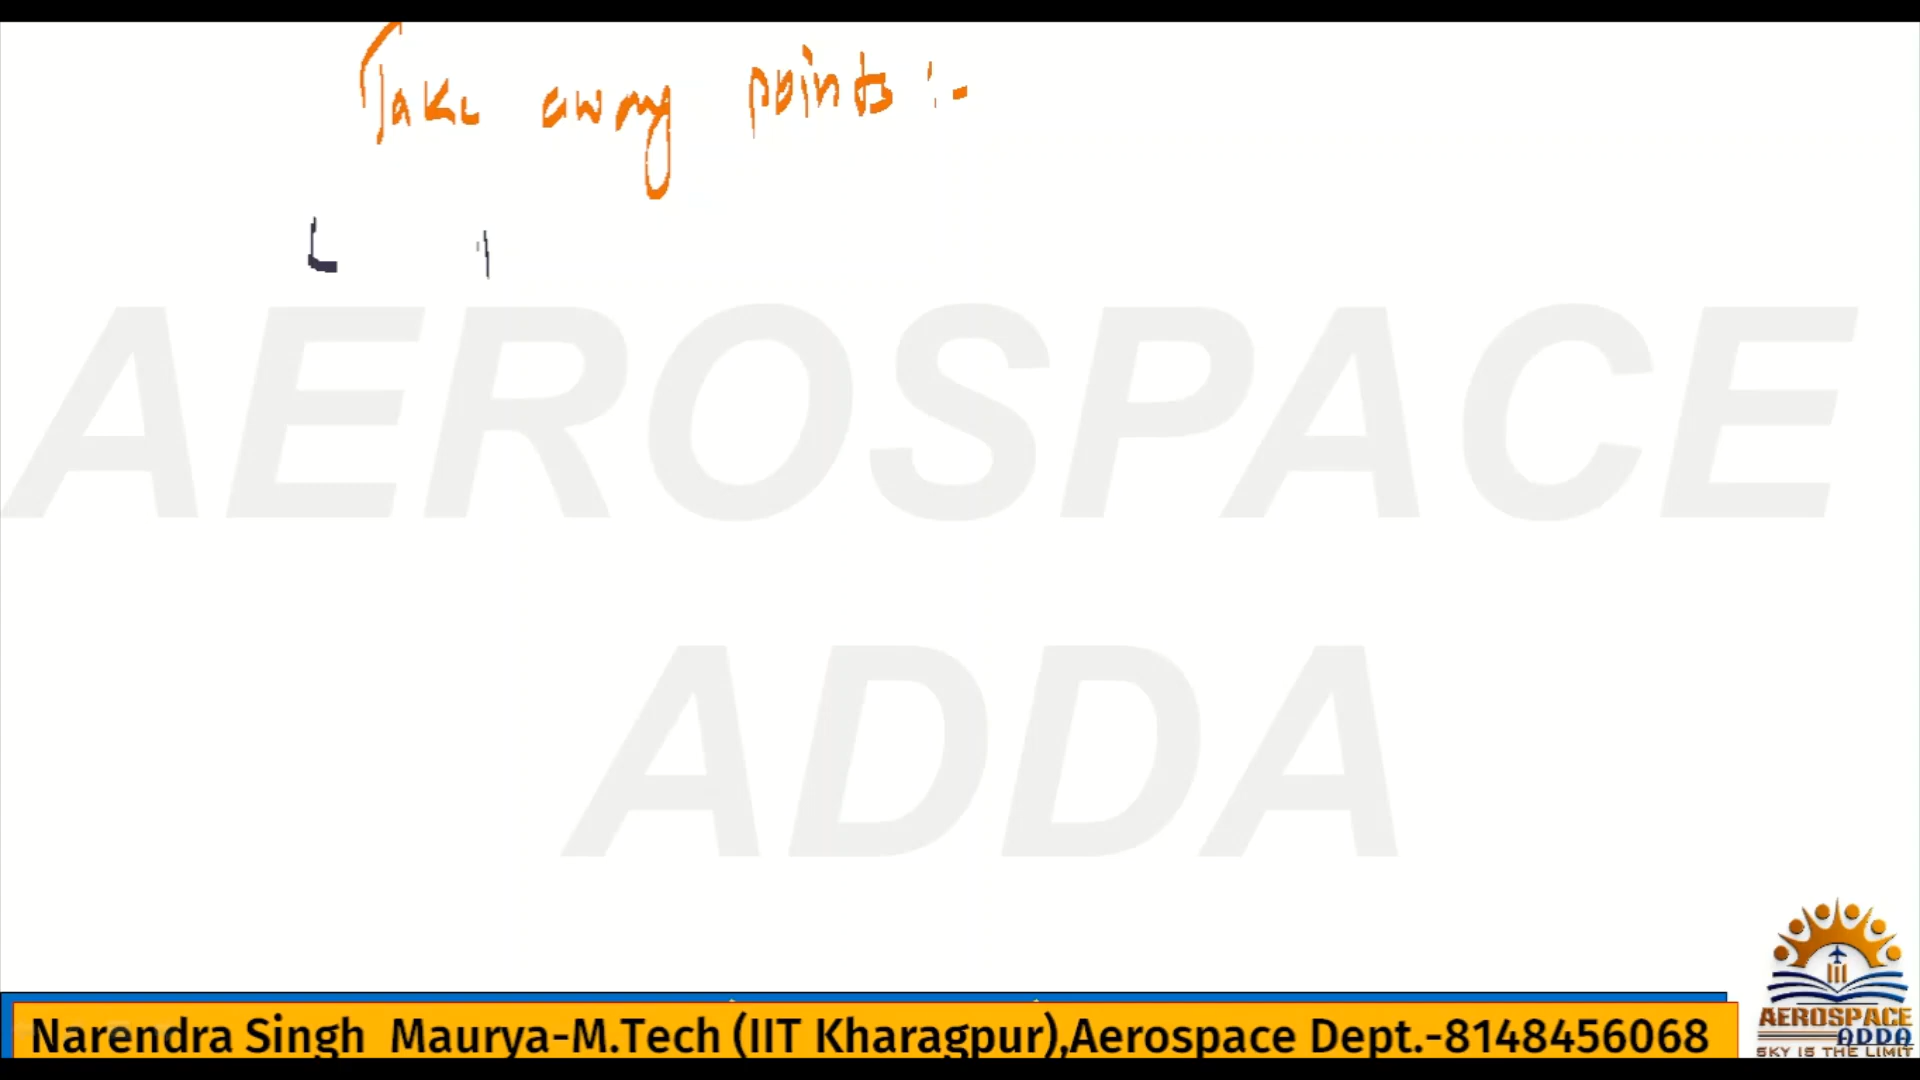 Take away points :-
AEROSPACE
ADDA
Narendra Singh Maurya-M.Tech (IIT Kharagpur),Aerospace Dept.-8148456068
AEROSPACE
ADDA
SKY IS THE LIMIT